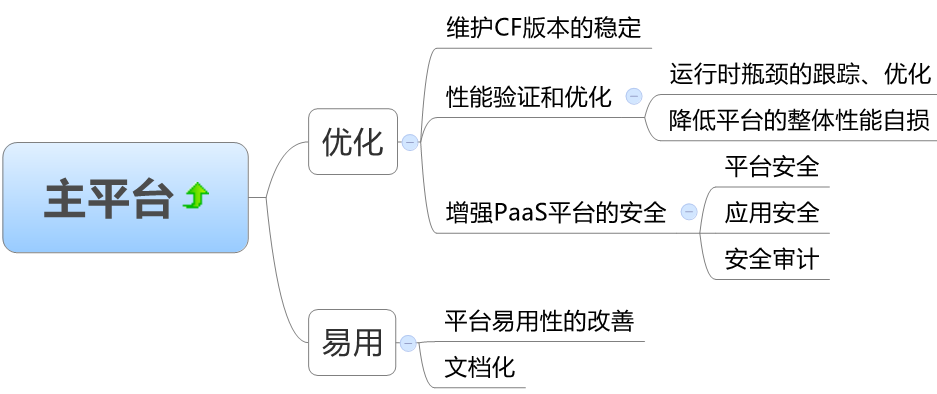 主平台
优化
维护CF版本的稳定
性能验证和优化
运行时瓶颈的跟踪、优化
降低平台的整体性能自损
增强PaaS平台的安全
平台安全
应用安全
安全审计
易用
平台易用性的改善
文档化